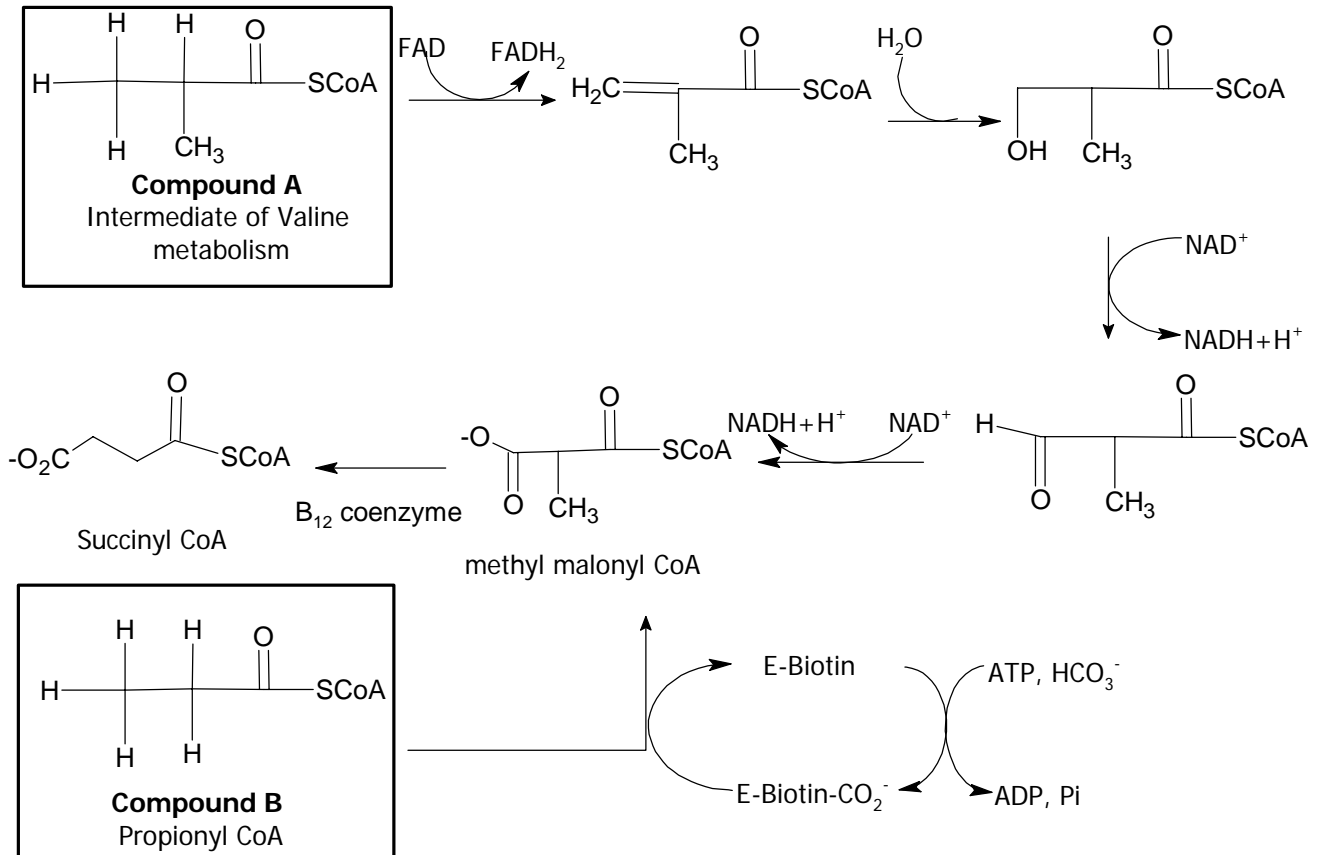 H H O
H SCoA
H CH₃
Compound A
Intermediate of Valine
metabolism
FAD FADH₂
O
H₂C SCoA
CH₃
H₂O
O
SCoA
OH CH₃
NAD⁺
NADH+H⁺
O
H SCoA
O CH₃
NADH+H⁺ NAD⁺
O
-O SCoA
O CH₃
methyl malonyl CoA
B₁₂ coenzyme
O
-O₂C SCoA
Succinyl CoA
H H O
H SCoA
H H
Compound B
Propionyl CoA
E-Biotin
ATP, HCO₃⁻
E-Biotin-CO₂⁻
ADP, Pi